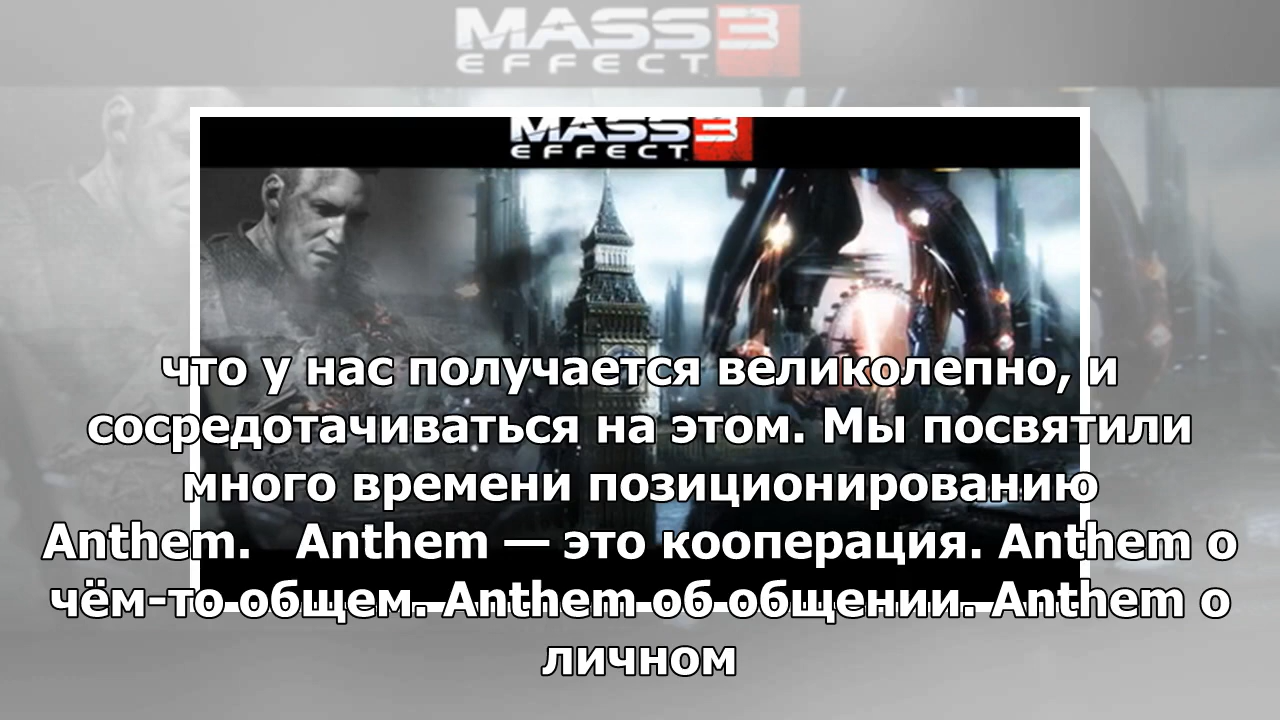 MASS 3
EFFECT
MASS 3
EFFECT
что у нас получается великолепно, и
сосредотачиваться на этом. Мы посвятили
много времени позиционированию
Anthem.   Anthem — это кооперация. Anthem о
чём-то общем. Anthem об общении. Anthem о
личном